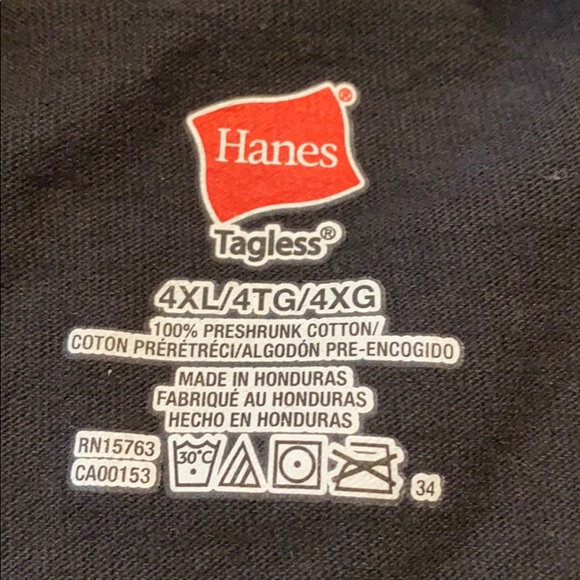 Hanes®
Tagless®
4XL/4TG/4XG
100% PRESHRUNK COTTON/
COTON PRÉRÉTRÉCI/ALGODÓN PRE-ENCOGIDO
MADE IN HONDURAS
FABRIQUÉ AU HONDURAS
HECHO EN HONDURAS
RN15763
CA00153
30°C
34